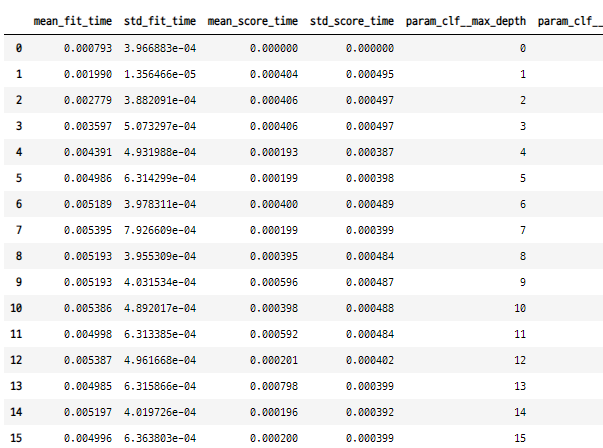 mean_fit_time std_fit_time mean_score_time std_score_time param_clf__max_depth param_clf__
0 0.000793 3.966883e-04 0.000000 0.000000 0
1 0.001990 1.356466e-05 0.000404 0.000495 1
2 0.002779 3.882091e-04 0.000406 0.000497 2
3 0.003597 5.073297e-04 0.000406 0.000497 3
4 0.004391 4.931988e-04 0.000193 0.000387 4
5 0.004986 6.314299e-04 0.000199 0.000398 5
6 0.005189 3.978311e-04 0.000400 0.000489 6
7 0.005395 7.926609e-04 0.000199 0.000399 7
8 0.005193 3.955309e-04 0.000395 0.000484 8
9 0.005193 4.031534e-04 0.000596 0.000487 9
10 0.005386 4.892017e-04 0.000398 0.000488 10
11 0.004998 6.313385e-04 0.000592 0.000484 11
12 0.005387 4.961668e-04 0.000201 0.000402 12
13 0.004985 6.315866e-04 0.000798 0.000399 13
14 0.005197 4.019726e-04 0.000196 0.000392 14
15 0.004996 6.363803e-04 0.000200 0.000399 15